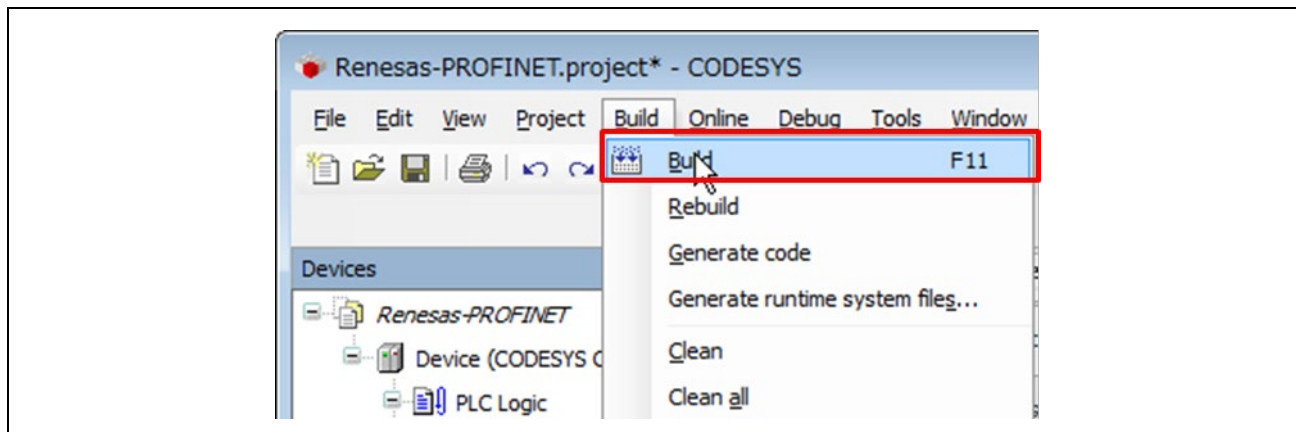 Renesas-PROFINET.project* - CODESYS
File Edit View Project Build Online Debug Tools Window
Build F11
Rebuild
Generate code
Generate runtime system files...
Devices
Renesas-PROFINET
Clean
Device (CODESYS
PLC Logic
Clean all